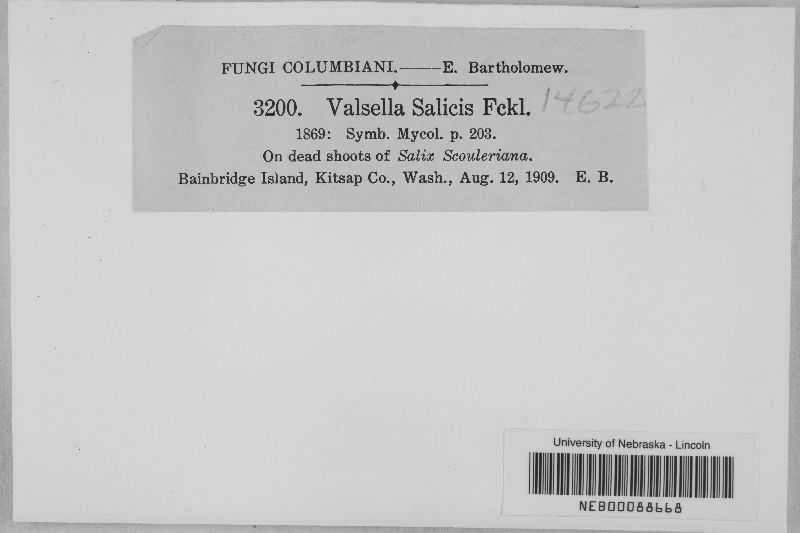 FUNGI COLUMBIANI.——E. Bartholomew.
3200. Valsella Salicis Fckl. 14622
1869: Symb. Mycol. p. 203.
On dead shoots of Salix Scouleriana.
Bainbridge Island, Kitsap Co., Wash., Aug. 12, 1909. E. B.
University of Nebraska - Lincoln
NEB00088668